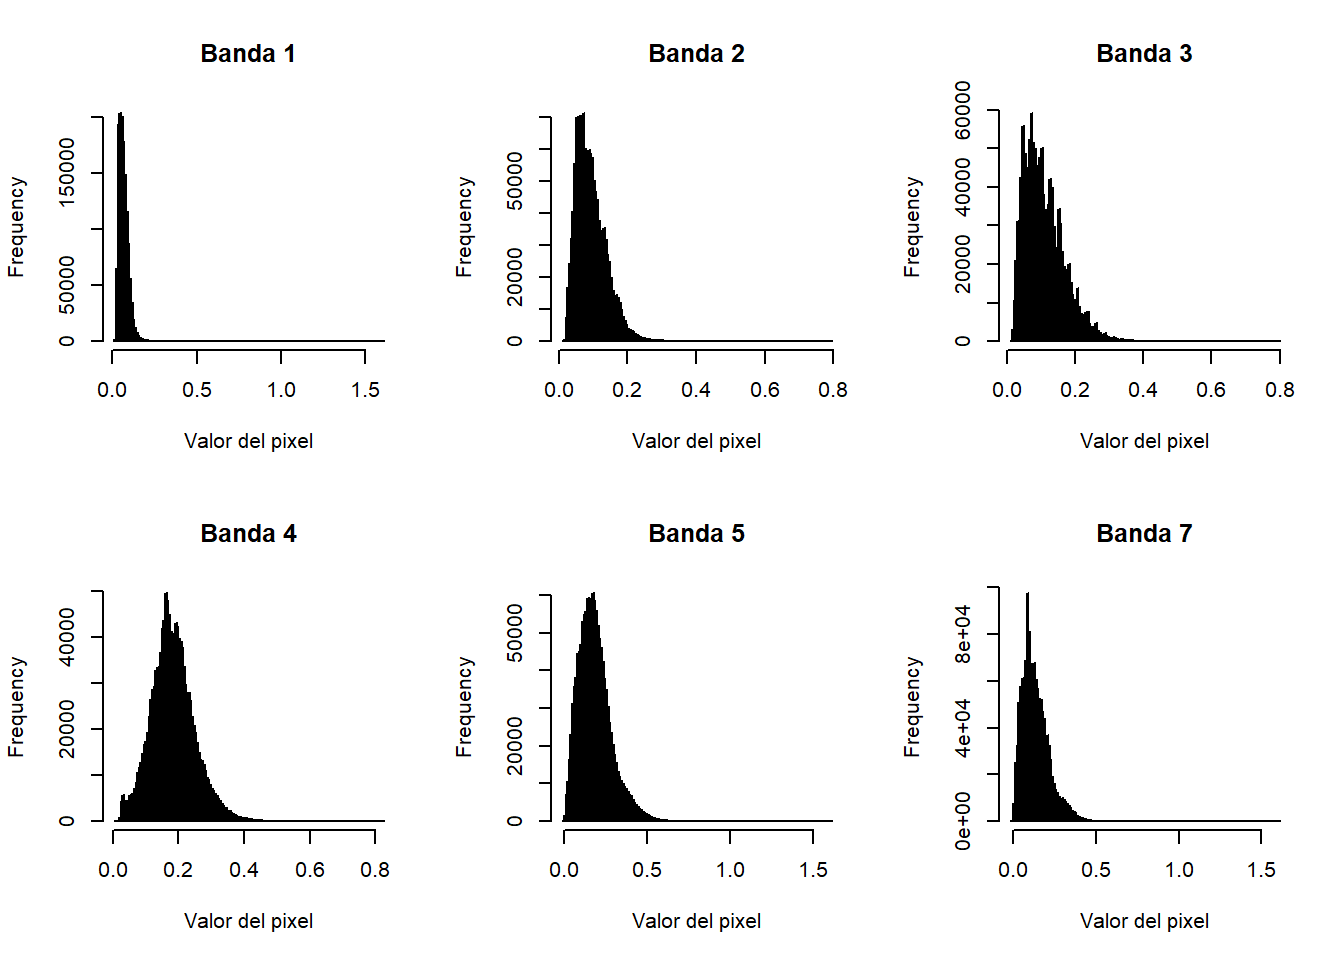 Banda 1
Frequency
0 50000 150000
0.0 0.5 1.0 1.5
Valor del pixel
Banda 2
Frequency
0 20000 50000
0.0 0.2 0.4 0.6 0.8
Valor del pixel
Banda 3
Frequency
0 20000 40000 60000
0.0 0.2 0.4 0.6 0.8
Valor del pixel
Banda 4
Frequency
0 20000 40000
0.0 0.2 0.4 0.6 0.8
Valor del pixel
Banda 5
Frequency
0 20000 50000
0.0 0.5 1.0 1.5
Valor del pixel
Banda 7
Frequency
0e+00 4e+04 8e+04
0.0 0.5 1.0 1.5
Valor del pixel